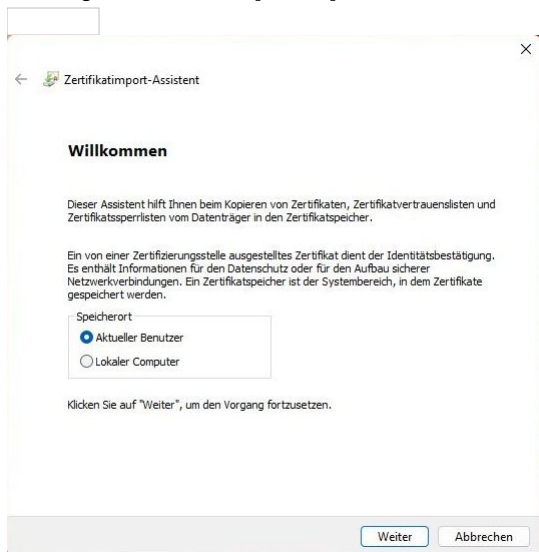 Zertifikatimport-Assistent
Willkommen
Dieser Assistent hilft Ihnen beim Kopieren von Zertifikaten, Zertifikatvertrauenslisten und
Zertifikatssperrlisten vom Datenträger in den Zertifikatspeicher.
Ein von einer Zertifizierungsstelle ausgestelltes Zertifikat dient der Identitätsbestätigung.
Es enthält Informationen für den Datenschutz oder für den Aufbau sicherer
Netzwerkverbindungen. Ein Zertifikatspeicher ist der Systembereich, in dem Zertifikate
gespeichert werden.
Speicherort
Aktueller Benutzer
Lokaler Computer
Klicken Sie auf "Weiter", um den Vorgang fortzusetzen.
Weiter
Abbrechen